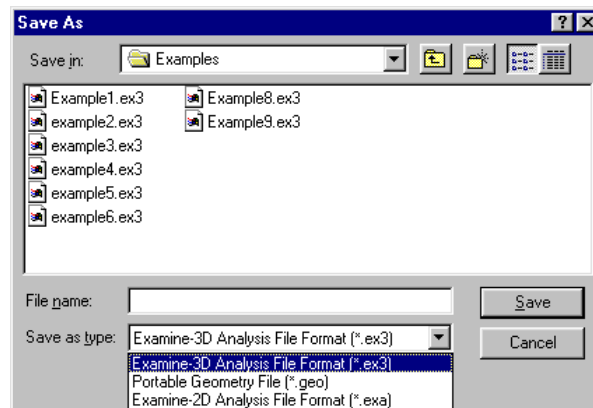 Save As
Save in: Examples
Example1.ex3
example2.ex3
example3.ex3
example4.ex3
example5.ex3
example6.ex3
Example8.ex3
Example9.ex3
File name:
Save
Save as type: Examine-3D Analysis File Format (*.ex3)
Cancel
Examine-3D Analysis File Format (*.ex3)
Portable Geometry File (*.geo)
Examine-2D Analysis File Format (*.exa)